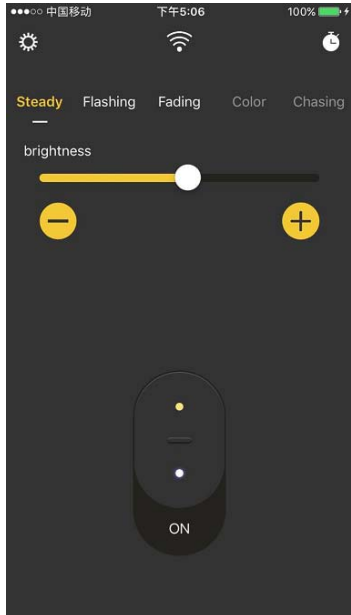 中国移动 下午5:06 100%
Steady Flashing Fading Color Chasing
brightness
ON